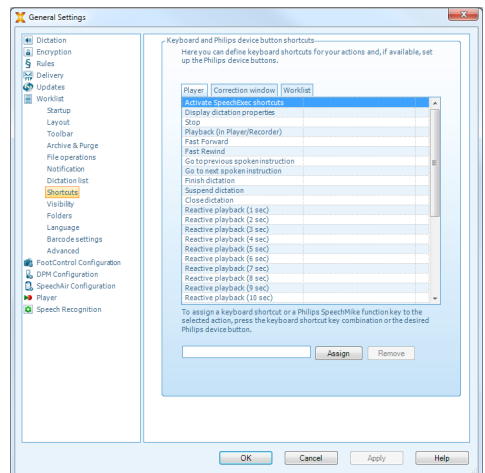 General Settings
Dictation
Encryption
Rules
Delivery
Updates
Worklist
Startup
Layout
Toolbar
Archive & Purge
File operations
Notification
Dictation list
Shortcuts
Visibility
Folders
Language
Barcode settings
Advanced
FootControl Configuration
DPM Configuration
SpeechAir Configuration
Player
Speech Recognition
Keyboard and Philips device button shortcuts
Here you can define keyboard shortcuts for your actions and, if available, set
up the Philips device buttons.
Player Correction window Worklist
Activate SpeechExec shortcuts
Display dictation properties
Stop
Playback (in Player/Recorder)
Fast Forward
Fast Rewind
Go to previous spoken instruction
Go to next spoken instruction
Finish dictation
Suspend dictation
Close dictation
Reactive playback (1 sec)
Reactive playback (2 sec)
Reactive playback (3 sec)
Reactive playback (4 sec)
Reactive playback (5 sec)
Reactive playback (6 sec)
Reactive playback (7 sec)
Reactive playback (8 sec)
Reactive playback (9 sec)
Reactive playback (10 sec)
To assign a keyboard shortcut or a Philips SpeechMike function key to the
selected action, press the keyboard shortcut key combination or the desired
Philips device button.
Assign Remove
OK Cancel Apply Help